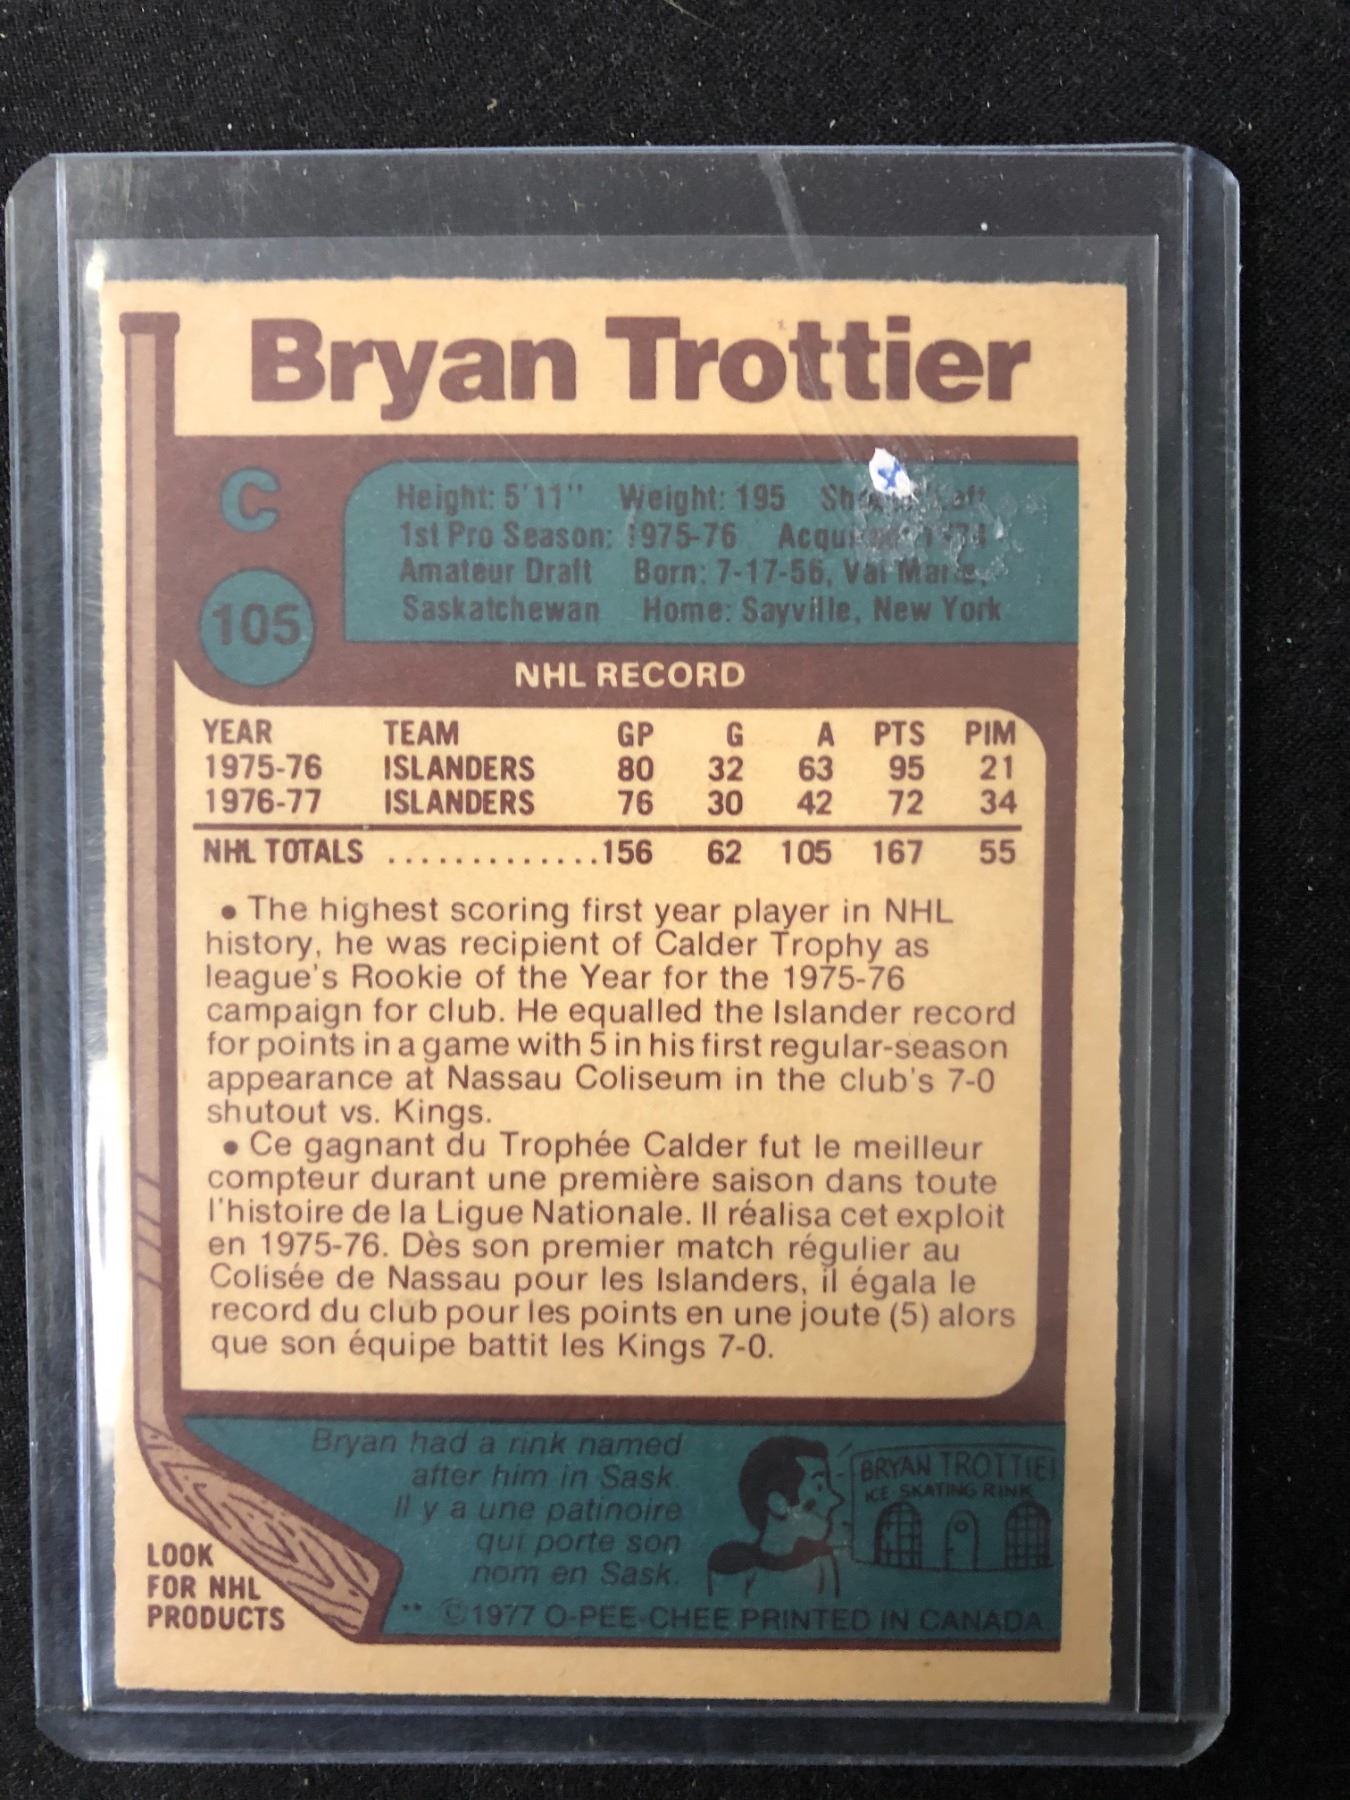 Bryan Trottier
C
105
Height: 5'11" Weight: 195
1st Pro Season: 1975-76
Amateur Draft Born: 7-17-56, Val
Saskatchewan Home: Sayville, New York
NHL RECORD
YEAR TEAM GP G A PTS PIM
1975-76 ISLANDERS 80 32 63 95 21
1976-77 ISLANDERS 76 30 42 72 34
NHL TOTALS .............156 62 105 167 55
• The highest scoring first year player in NHL
history, he was recipient of Calder Trophy as
league's Rookie of the Year for the 1975-76
campaign for club. He equalled the Islander record
for points in a game with 5 in his first regular-season
appearance at Nassau Coliseum in the club's 7-0
shutout vs. Kings.
• Ce gagnant du Trophée Calder fut le meilleur
compteur durant une première saison dans toute
l'histoire de la Ligue Nationale. Il réalisa cet exploit
en 1975-76. Dès son premier match régulier au
Colisée de Nassau pour les Islanders, il égala le
record du club pour les points en une joute (5) alors
que son équipe battit les Kings 7-0.
Bryan had a rink named
after him in Sask.
Il y a une patinoire
qui porte son
nom en Sask.
BRYAN TROTTIER
ICE SKATING RINK
LOOK
FOR NHL
PRODUCTS
** ©1977 O-PEE-CHEE PRINTED IN CANADA